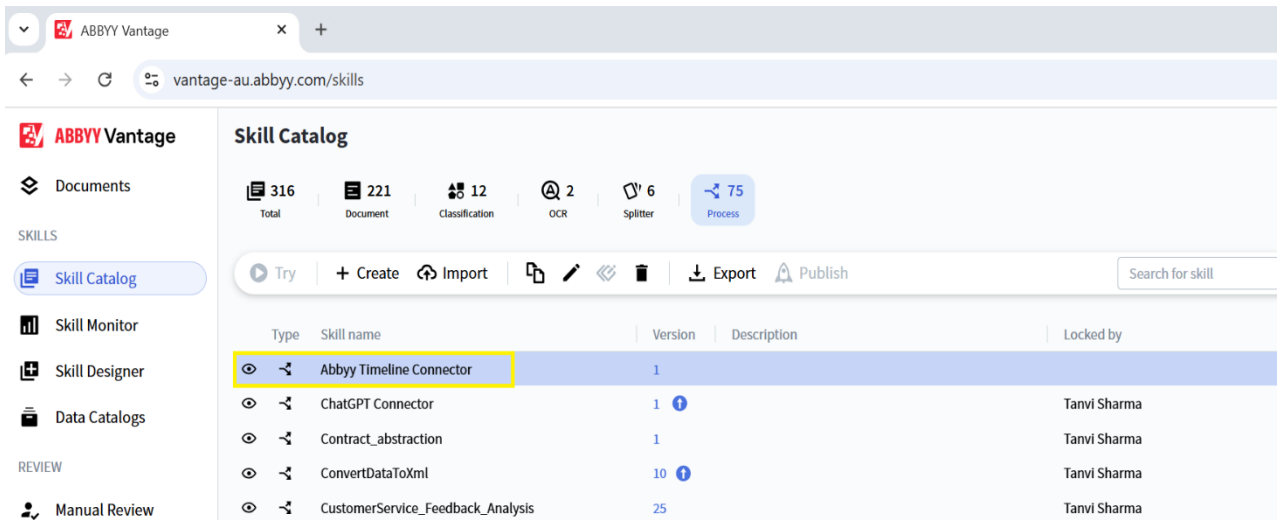 ABBYY Vantage
vantage-au.abbyy.com/skills
ABBYY Vantage
Documents
SKILLS
Skill Catalog
Skill Monitor
Skill Designer
Data Catalogs
REVIEW
Manual Review
Skill Catalog
316 Total
221 Document
12 Classification
2 OCR
6 Splitter
75 Process
Try + Create Import Export Publish Search for skill
Type Skill name Version Description Locked by
Abbyy Timeline Connector 1
ChatGPT Connector 1 Tanvi Sharma
Contract_abstraction 1 Tanvi Sharma
ConvertDataToXml 10 Tanvi Sharma
CustomerService_Feedback_Analysis 25 Tanvi Sharma